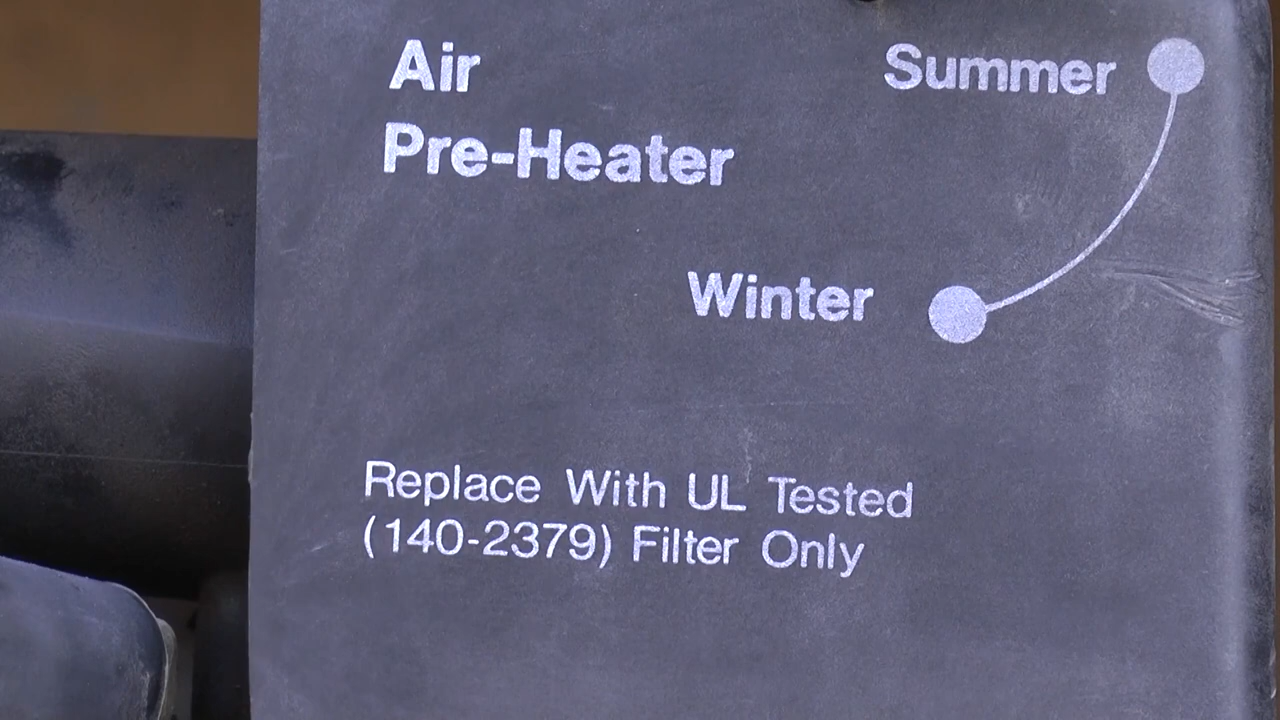 Air
Pre-Heater
Summer
Winter
Replace With UL Tested
(140-2379) Filter Only